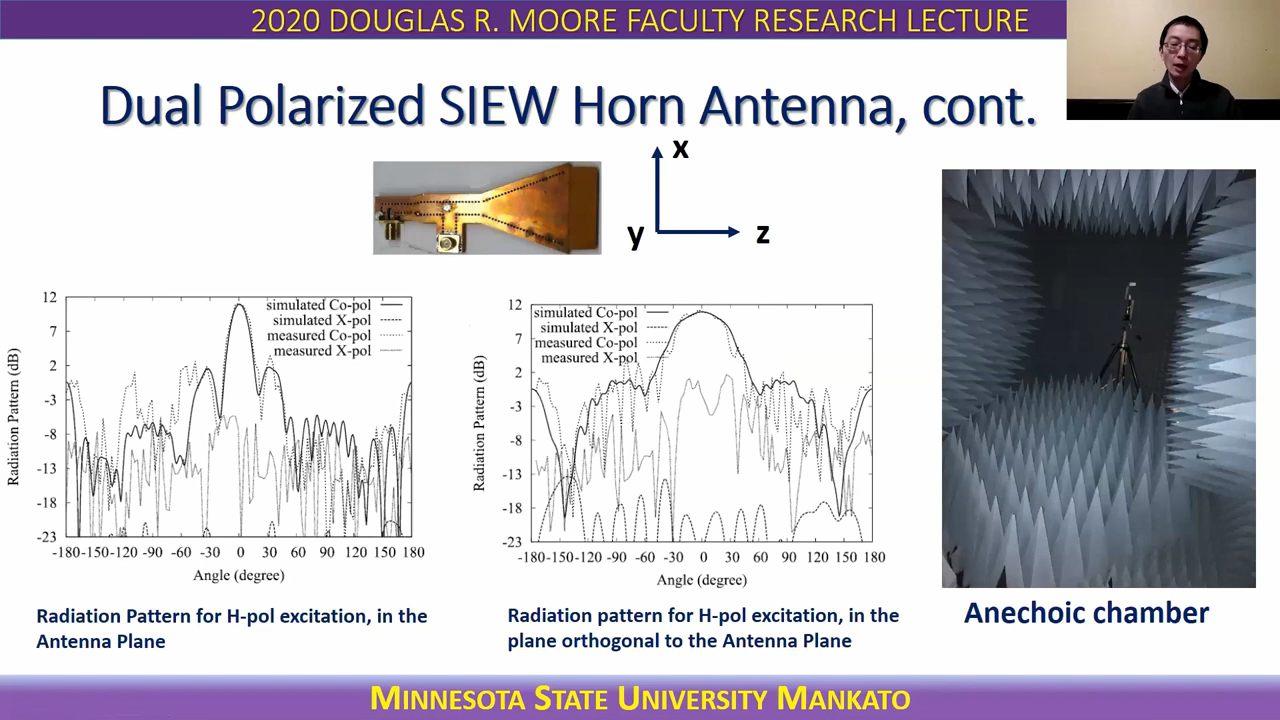 2020 DOUGLAS R. MOORE FACULTY RESEARCH LECTURE
Dual Polarized SIEW Horn Antenna, cont.
x
y
z
12
7
2
-3
-8
-13
-18
-23
Radiation Pattern (dB)
simulated Co-pol
simulated X-pol
measured Co-pol
measured X-pol
-180 -150 -120 -90 -60 -30 0 30 60 90 120 150 180
Angle (degree)
Radiation Pattern for H-pol excitation, in the
Antenna Plane
12
7
2
-3
-8
-13
-18
-23
Radiation Pattern (dB)
simulated Co-pol
simulated X-pol
measured Co-pol
measured X-pol
-180 -150 -120 -90 -60 -30 0 30 60 90 120 150 180
Angle (degree)
Radiation pattern for H-pol excitation, in the
plane orthogonal to the Antenna Plane
Anechoic chamber
MINNESOTA STATE UNIVERSITY MANKATO